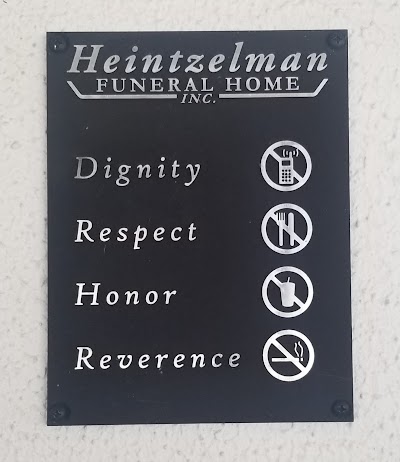 Heintzelman
FUNERAL HOME
INC.
Dignity
Respect
Honor
Reverence